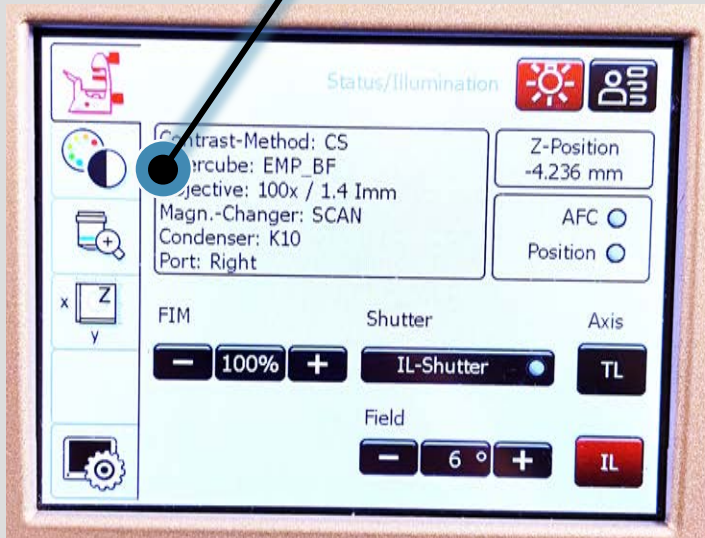 Status/Illumination
Contrast-Method: CS
ercube: EMP_BF
jective: 100x / 1.4 Imm
Magn.-Changer: SCAN
Condenser: K10
Port: Right
Z-Position
-4.236 mm
AFC
Position
x Z
y
FIM
Shutter
Axis
− 100% +
IL-Shutter
TL
Field
− 6 ° +
IL